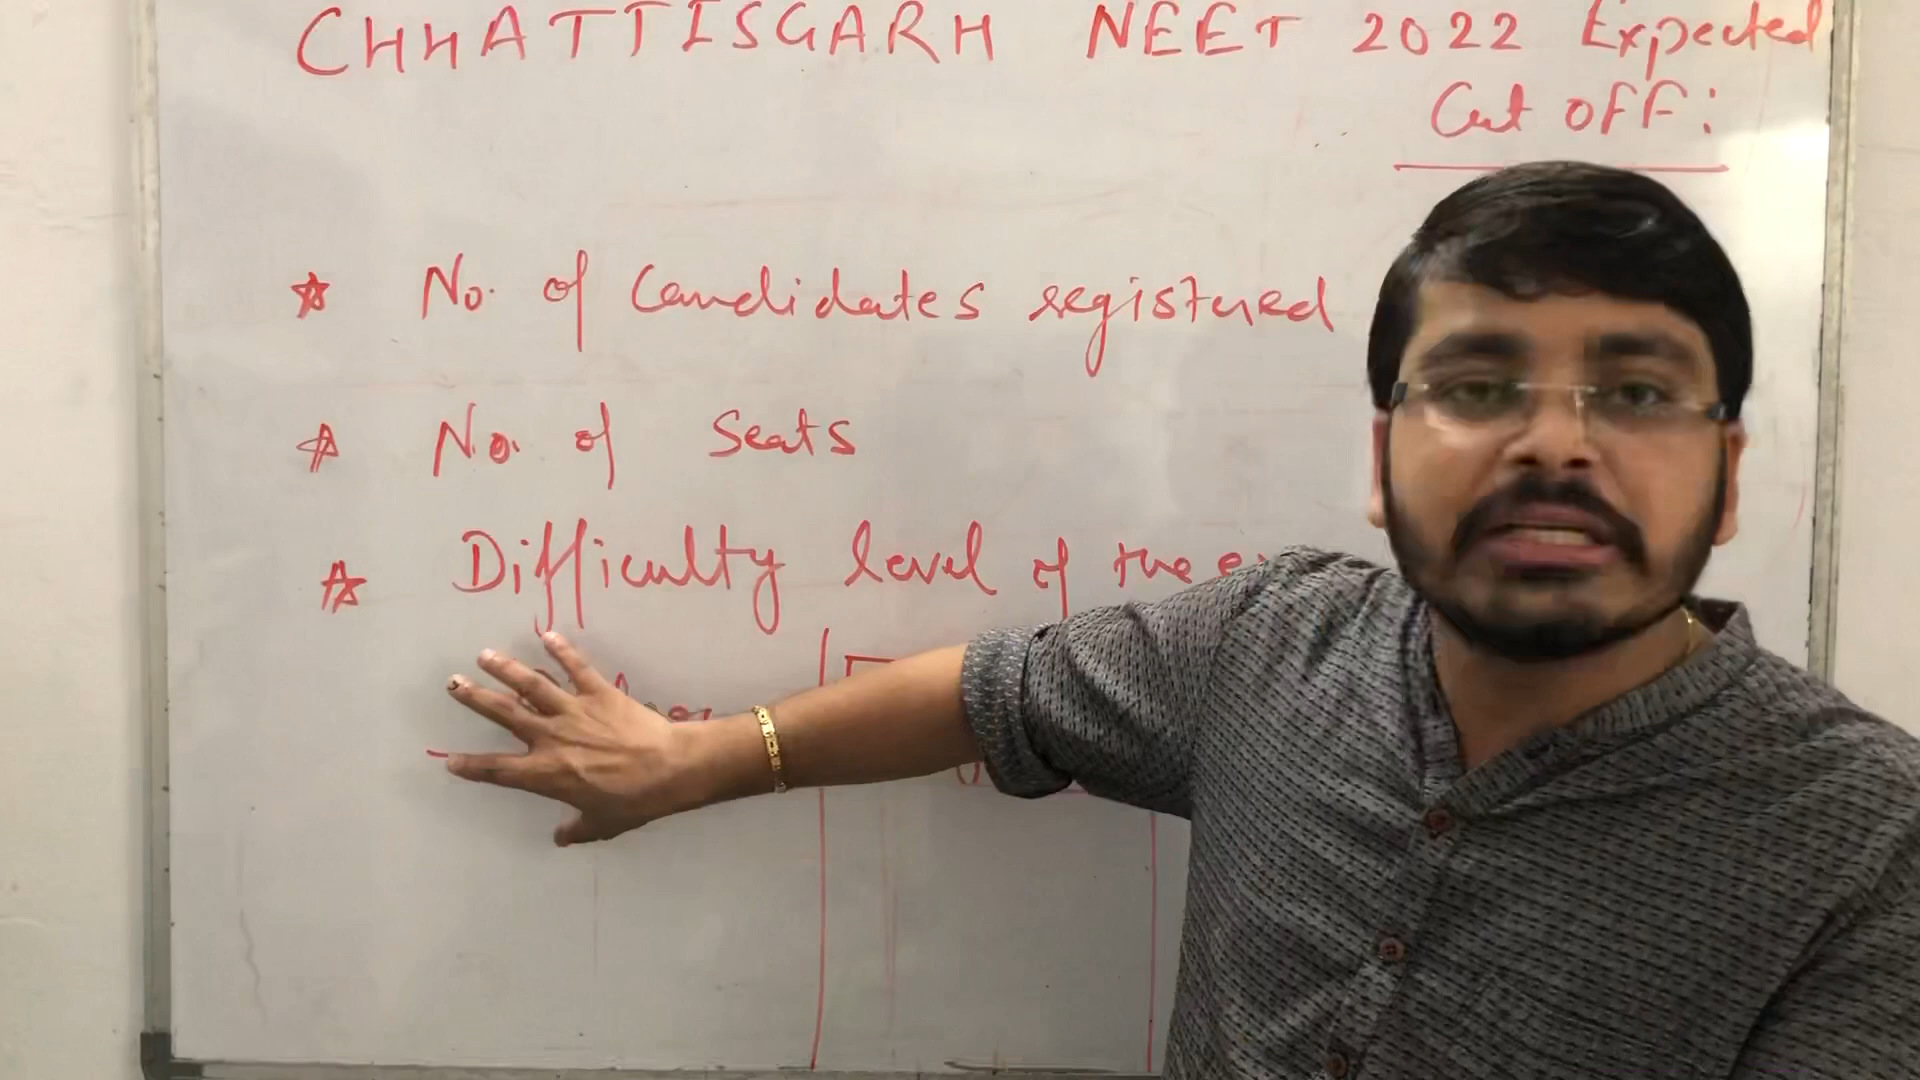 CHHATTISGARH NEET 2022 Expected
Cut OFF:
☆ No. of Candidates registered
☆ No. of Seats
☆ Difficulty level of the